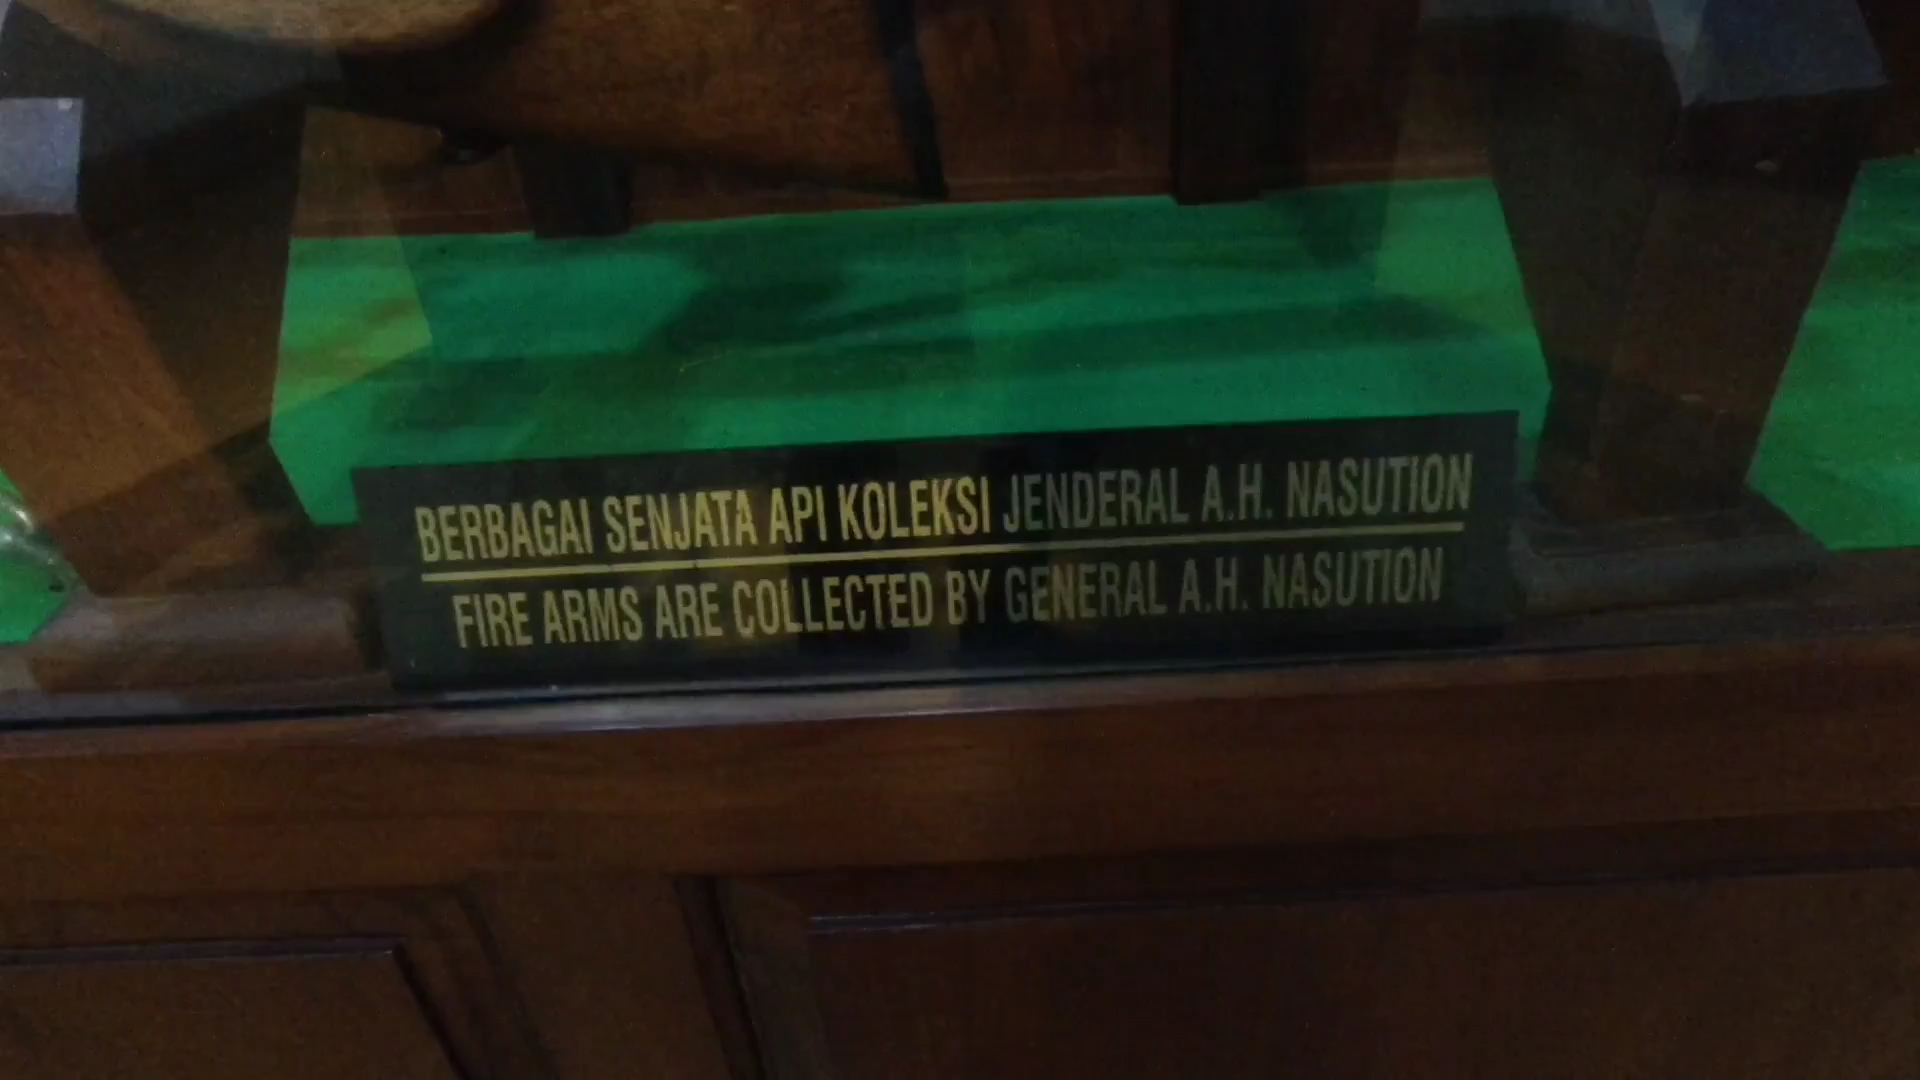 BERBAGAI SENJATA API KOLEKSI JENDERAL A.H. NASUTION
FIRE ARMS ARE COLLECTED BY GENERAL A.H. NASUTION